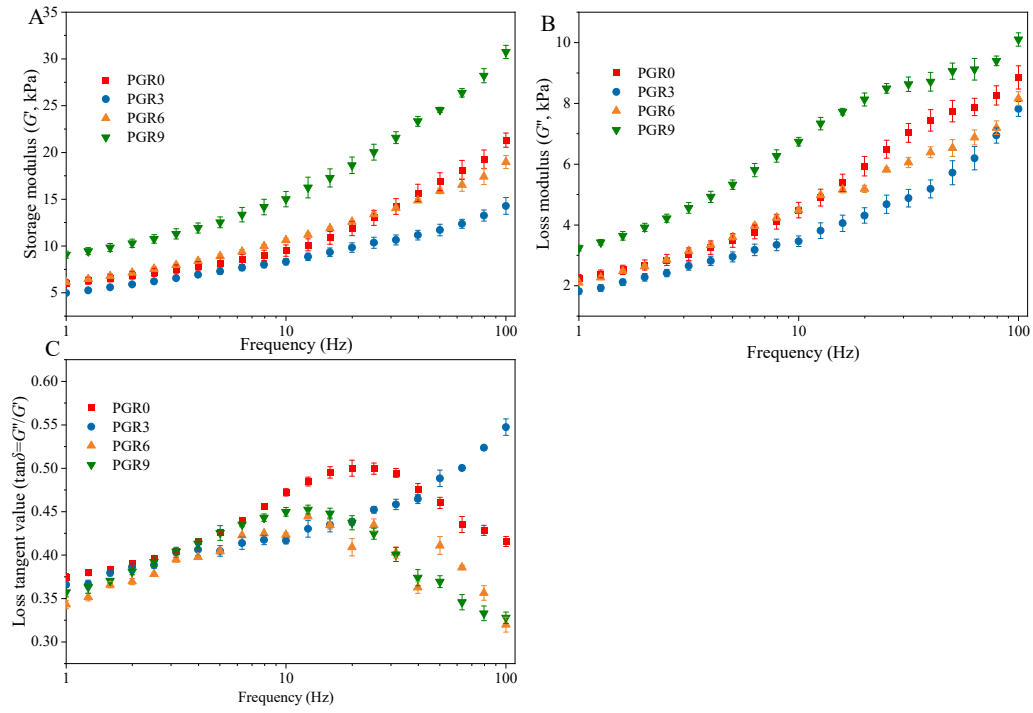 A
Storage modulus (G', kPa)
35
30
25
20
15
10
5
PGR0
PGR3
PGR6
PGR9
1
10
100
Frequency (Hz)
B
Loss modulus (G'', kPa)
10
8
6
4
2
PGR0
PGR3
PGR6
PGR9
1
10
100
Frequency (Hz)
C
Loss tangent value (tanδ=G''/G')
0.60
0.55
0.50
0.45
0.40
0.35
0.30
PGR0
PGR3
PGR6
PGR9
1
10
100
Frequency (Hz)